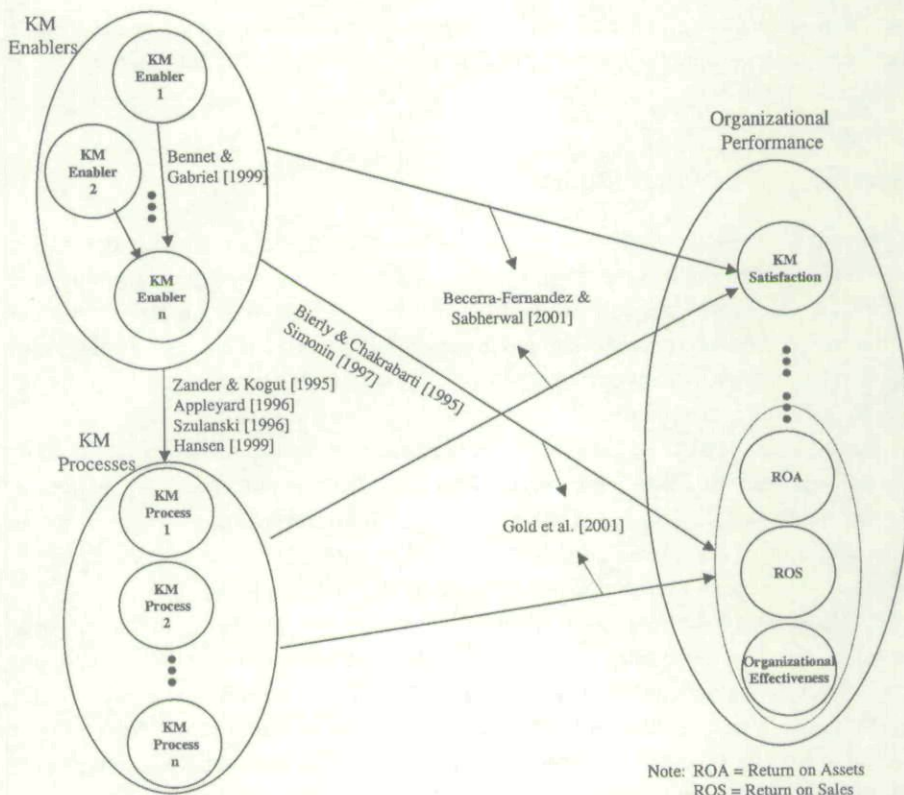 KM
Enablers
KM
Enabler
1
KM
Enabler
2
Bennet &
Gabriel [1999]
KM
Enabler
n
Zander & Kogut [1995]
Appleyard [1996]
Szulanski [1996]
Hansen [1999]
KM
Processes
KM
Process
1
KM
Process
2
KM
Process
n
Becerra-Fernandez &
Sabherwal [2001]
Bierly & Chakrabarti [1995]
Simonin [1997]
Gold et al. [2001]
Organizational
Performance
KM
Satisfaction
ROA
ROS
Organizational
Effectiveness
Note: ROA = Return on Assets
ROS = Return on Sales